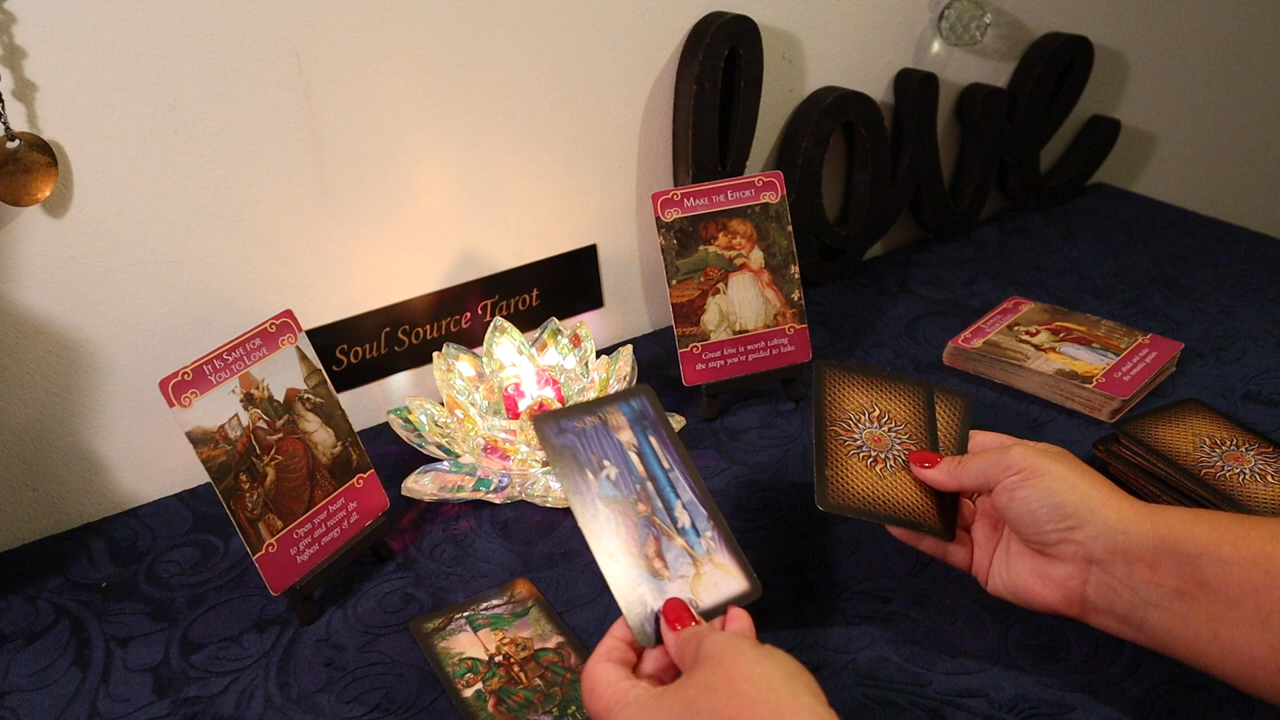 love
MAKE THE EFFORT
Great love is worth taking
the steps you're guided to take.
Soul Source Tarot
IT IS SAFE FOR
YOU TO LOVE
Open your heart
to give and receive the
highest energy of all.